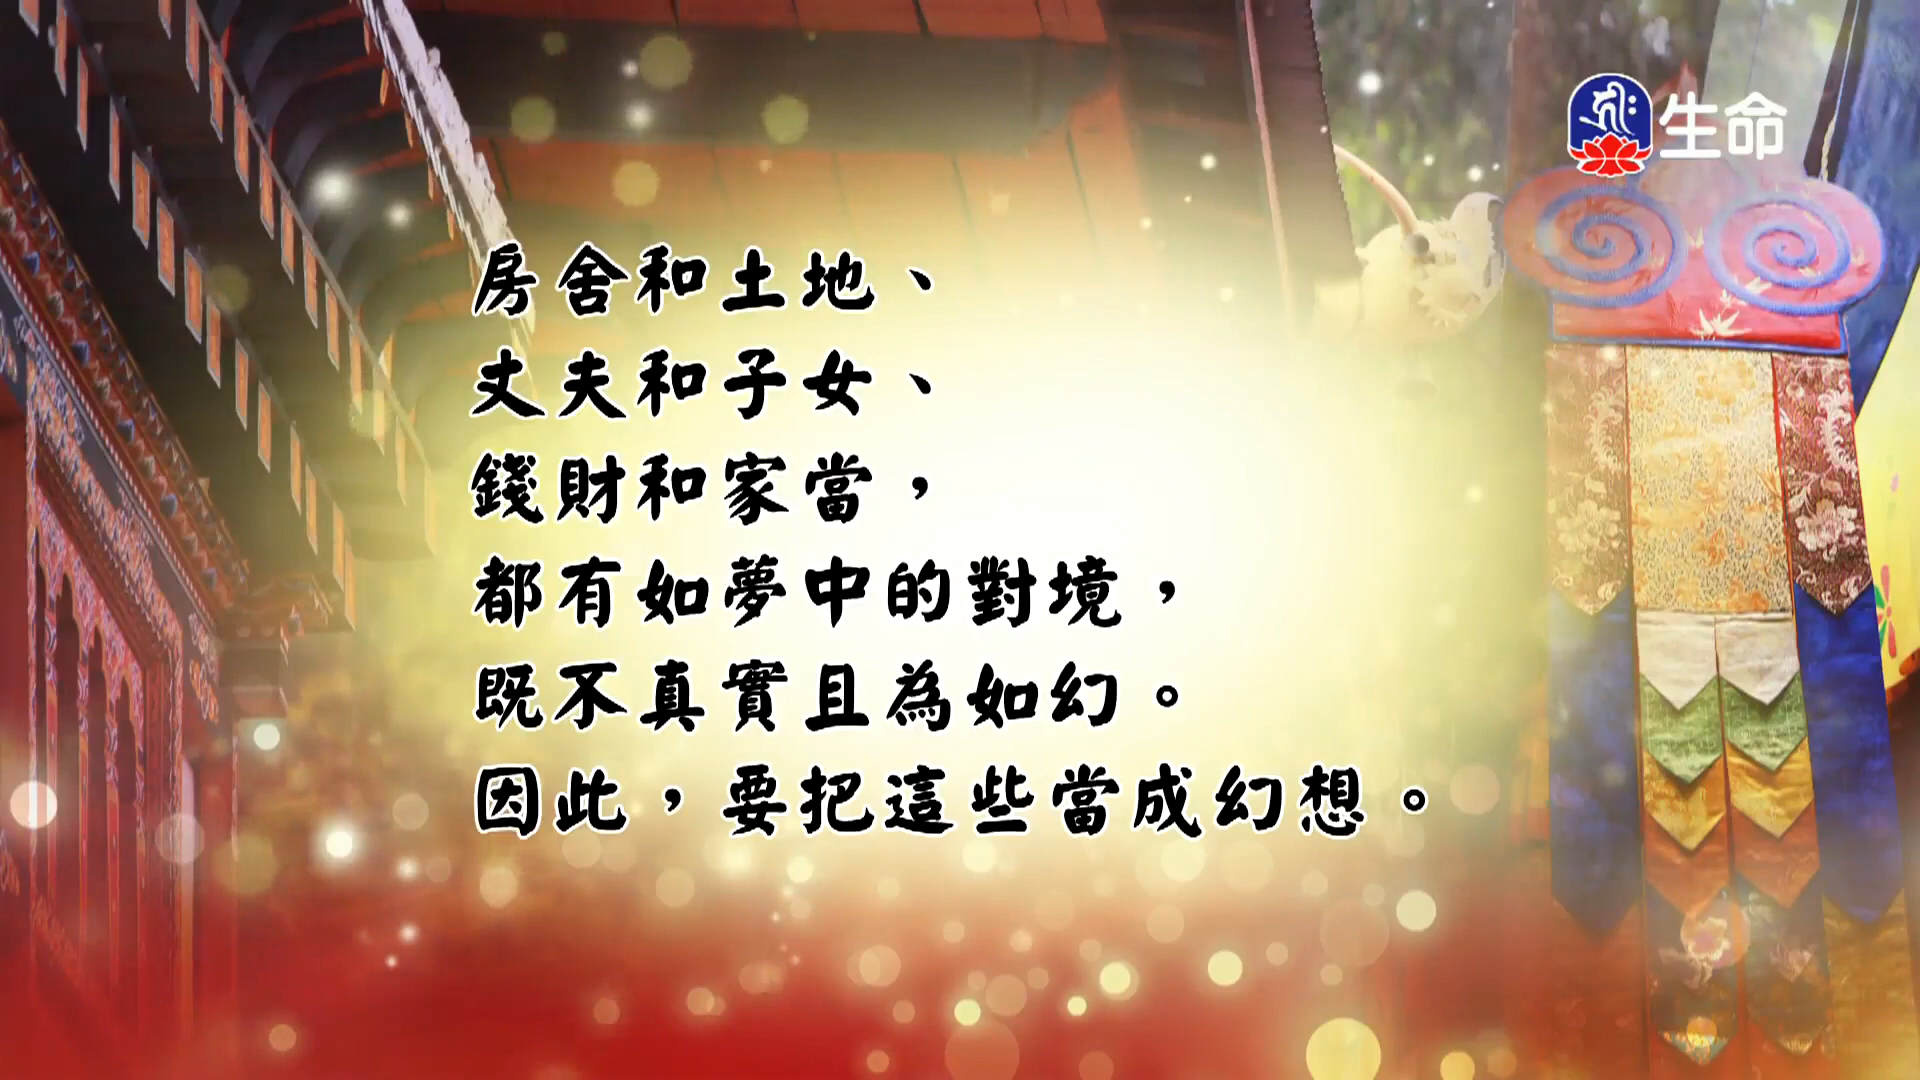 生命
房舍和土地、
丈夫和子女、
錢財和家當，
都有如夢中的對境，
既不真實且為如幻。
因此，要把這些當成幻想。